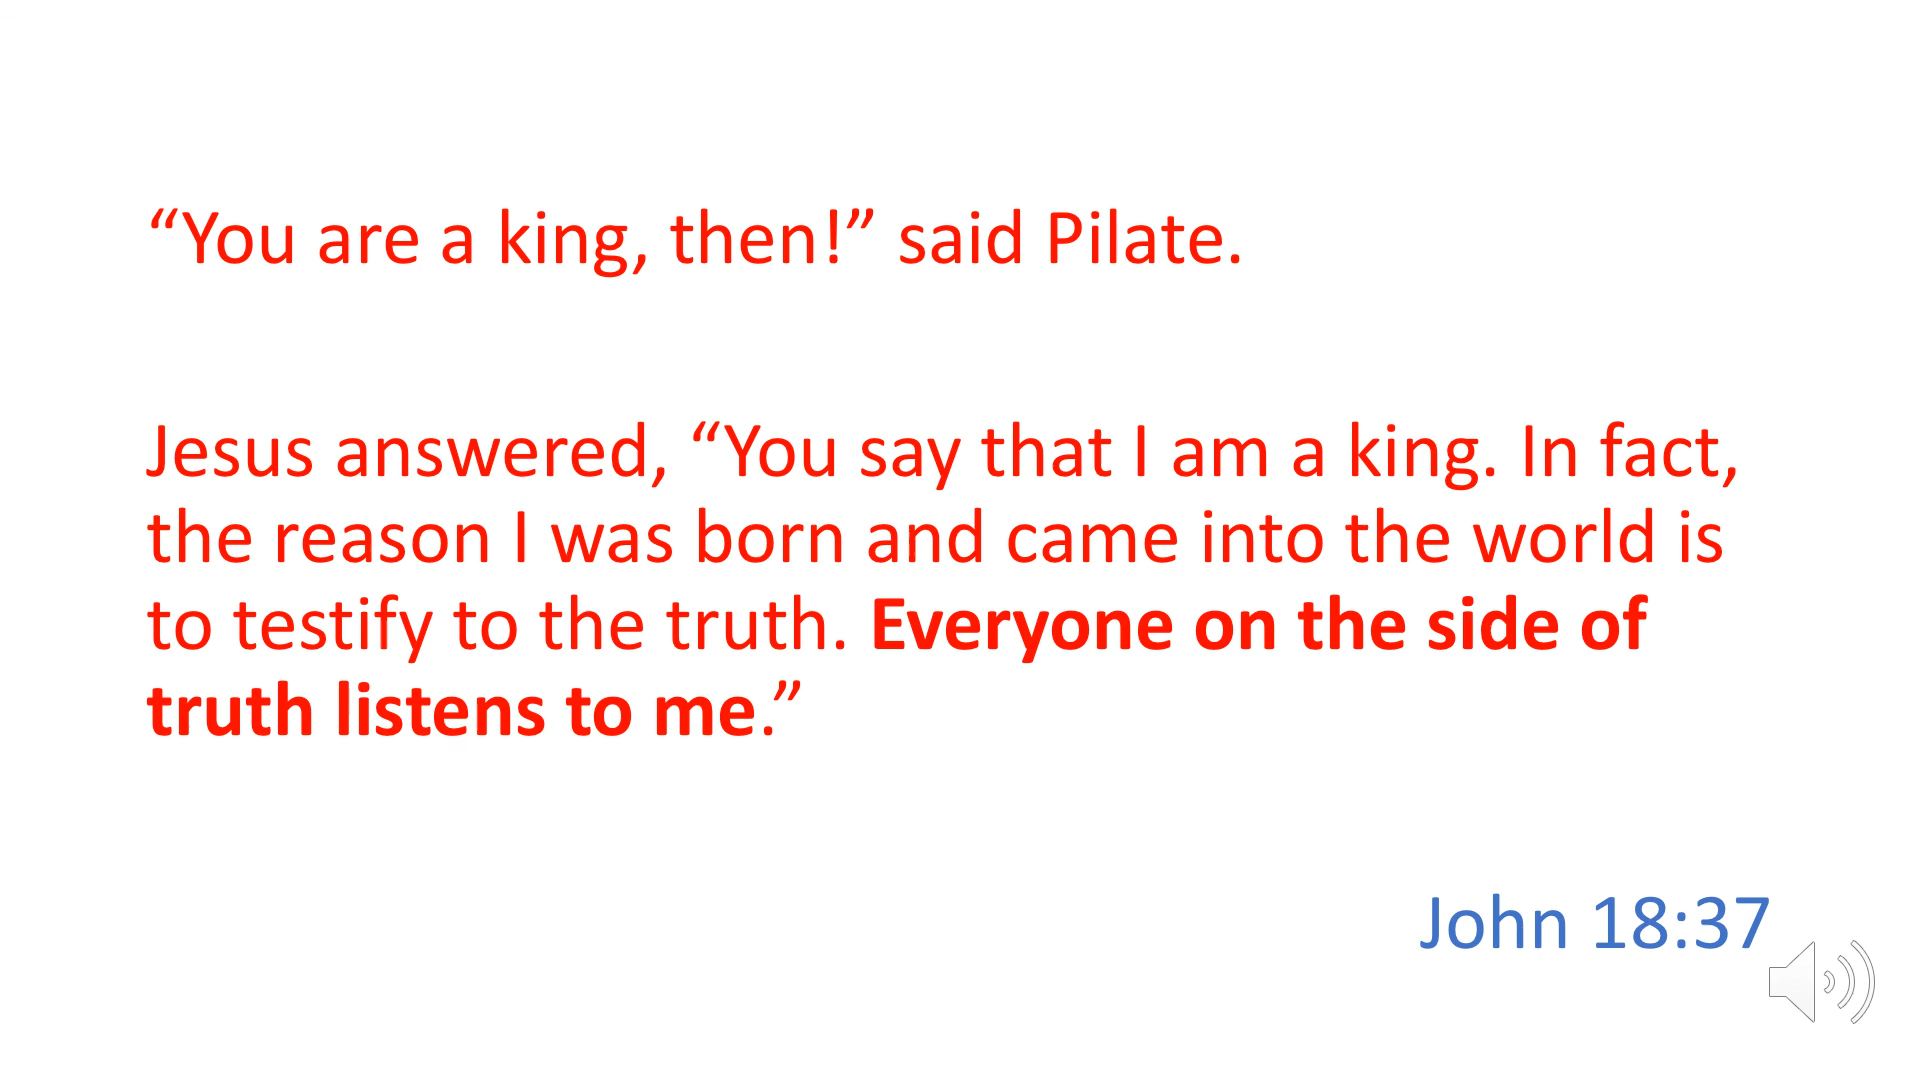 “You are a king, then!” said Pilate.
Jesus answered, “You say that I am a king. In fact,
the reason I was born and came into the world is
to testify to the truth. Everyone on the side of
truth listens to me.”
John 18:37